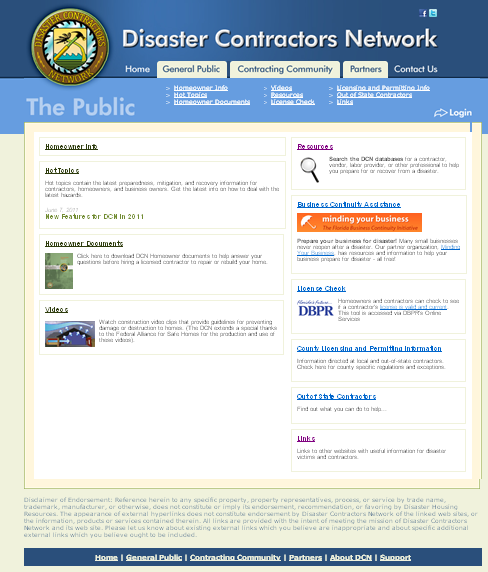 DISASTER CONTRACTORS
NETWORK
Disaster Contractors Network
Home General Public Contracting Community Partners Contact Us
The Public
> Homeowner Info > Videos > Licensing and Permitting Info
> Hot Topics > Resources > Out of State Contractors
> Homeowner Documents > License Check > Links
Login
Homeowner Info
Hot Topics
Hot topics contain the latest preparedness, mitigation, and recovery information for
contractors, homeowners, and business owners. Get the latest info on how to deal with the
latest hazards.
June 7, 2011
New Features for DCN in 2011
Homeowner Documents
Click here to download DCN Homeowner documents to help answer your
questions before hiring a licensed contractor to repair or rebuild your home.
Videos
Watch construction video clips that provide guidelines for preventing
damage or destruction to homes. (The DCN extends a special thanks
to the Federal Alliance for Safe Homes for the production and use of
these videos).
Resources
Search the DCN databases for a contractor,
vendor, labor provider, or other professional to help
you prepare for or recover from a disaster.
Business Continuity Assistance
minding your business
The Florida Business Continuity Initiative
Prepare your business for disaster! Many small businesses
never reopen after a disaster. Our partner organization, Minding
Your Business, has resources and information to help your
business prepare for disaster - all free!
License Check
DBPR
Homeowners and contractors can check to see
if a contractor's license is valid and current.
This tool is accessed via DBPR's Online
Services
County Licensing and Permitting Information
Information directed at local and out-of-state contractors.
Check here for county specific regulations and exceptions.
Out of State Contractors
Find out what you can do to help...
Links
Links to other websites with useful information for disaster
victims and contractors.
Disclaimer of Endorsement: Reference herein to any specific property, property representatives, process, or service by trade name,
trademark, manufacturer, or otherwise, does not constitute or imply its endorsement, recommendation, or favoring by Disaster Housing
Resources. The appearance of external hyperlinks does not constitute endorsement by Disaster Contractors Network of the linked web sites, or
the information, products or services contained therein. All links are provided with the intent of meeting the mission of Disaster Contractors
Network and its web site. Please let us know about existing external links which you believe are inappropriate and about specific additional
external links which you believe ought to be included.
Home | General Public | Contracting Community | Partners | About DCN | Support